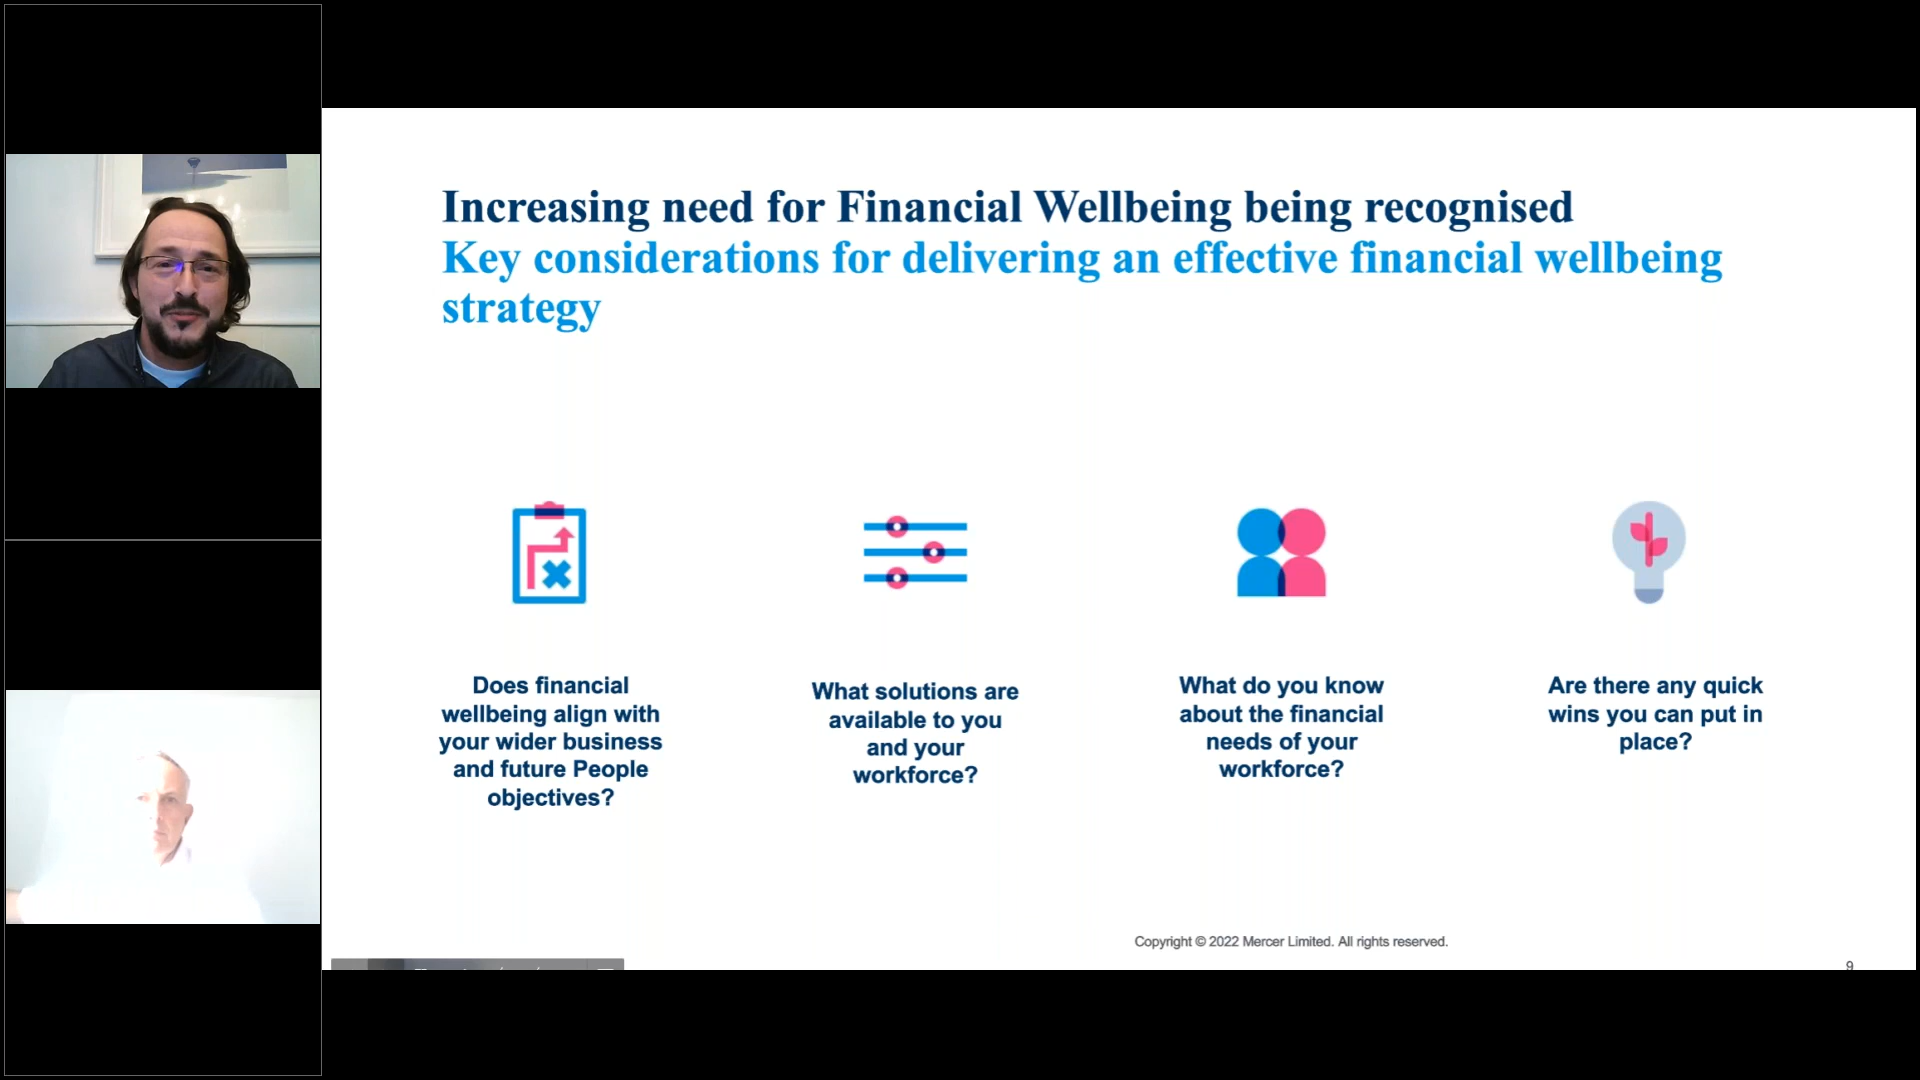 Increasing need for Financial Wellbeing being recognised
Key considerations for delivering an effective financial wellbeing
strategy
Does financial
wellbeing align with
your wider business
and future People
objectives?
What solutions are
available to you
and your
workforce?
What do you know
about the financial
needs of your
workforce?
Are there any quick
wins you can put in
place?
Copyright © 2022 Mercer Limited. All rights reserved.
9